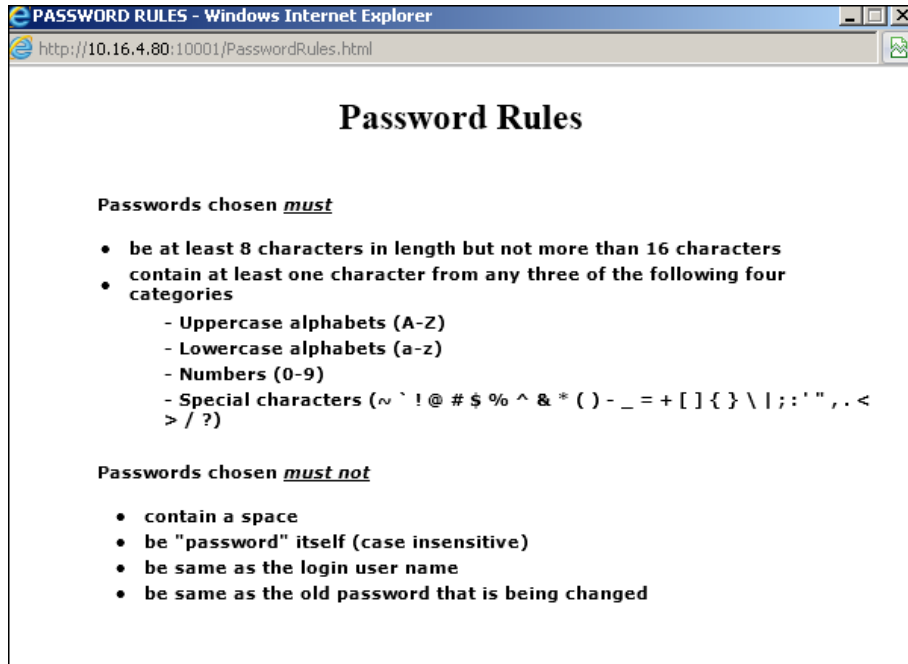 PASSWORD RULES - Windows Internet Explorer
http://10.16.4.80:10001/PasswordRules.html
Password Rules
Passwords chosen must
• be at least 8 characters in length but not more than 16 characters
• contain at least one character from any three of the following four
categories
- Uppercase alphabets (A-Z)
- Lowercase alphabets (a-z)
- Numbers (0-9)
- Special characters (~ ` ! @ # $ % ^ & * ( ) - _ = + [ ] { } \ | ; : ' " , . <
> / ?)
Passwords chosen must not
• contain a space
• be "password" itself (case insensitive)
• be same as the login user name
• be same as the old password that is being changed